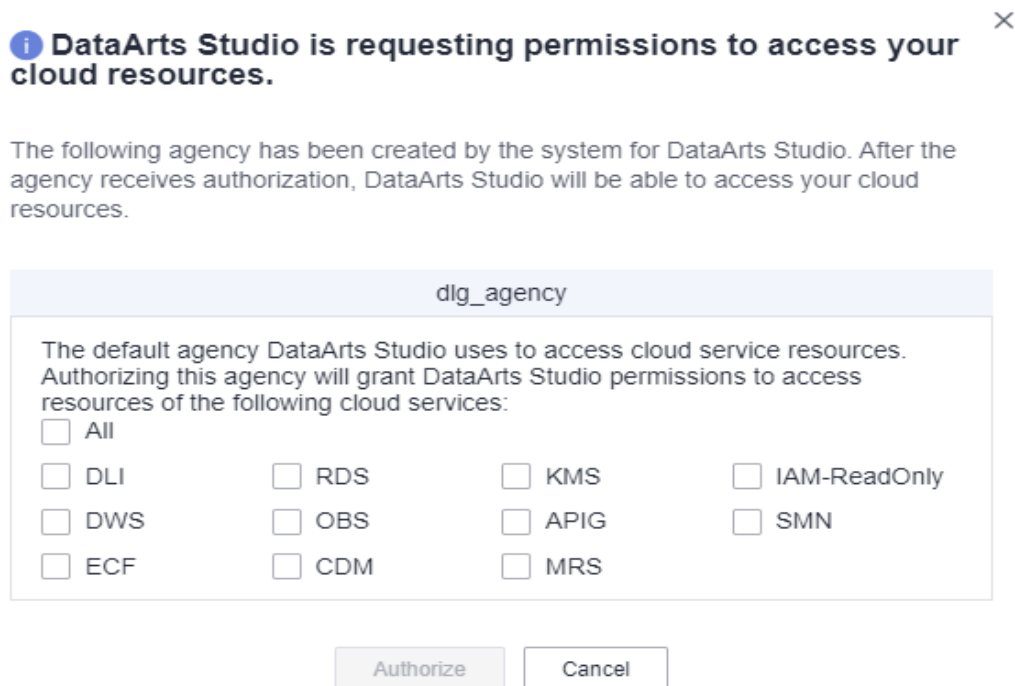 DataArts Studio is requesting permissions to access your
cloud resources.
The following agency has been created by the system for DataArts Studio. After the
agency receives authorization, DataArts Studio will be able to access your cloud
resources.
dlg_agency
The default agency DataArts Studio uses to access cloud service resources.
Authorizing this agency will grant DataArts Studio permissions to access
resources of the following cloud services:
All
DLI RDS KMS IAM-ReadOnly
DWS OBS APIG SMN
ECF CDM MRS
Authorize Cancel